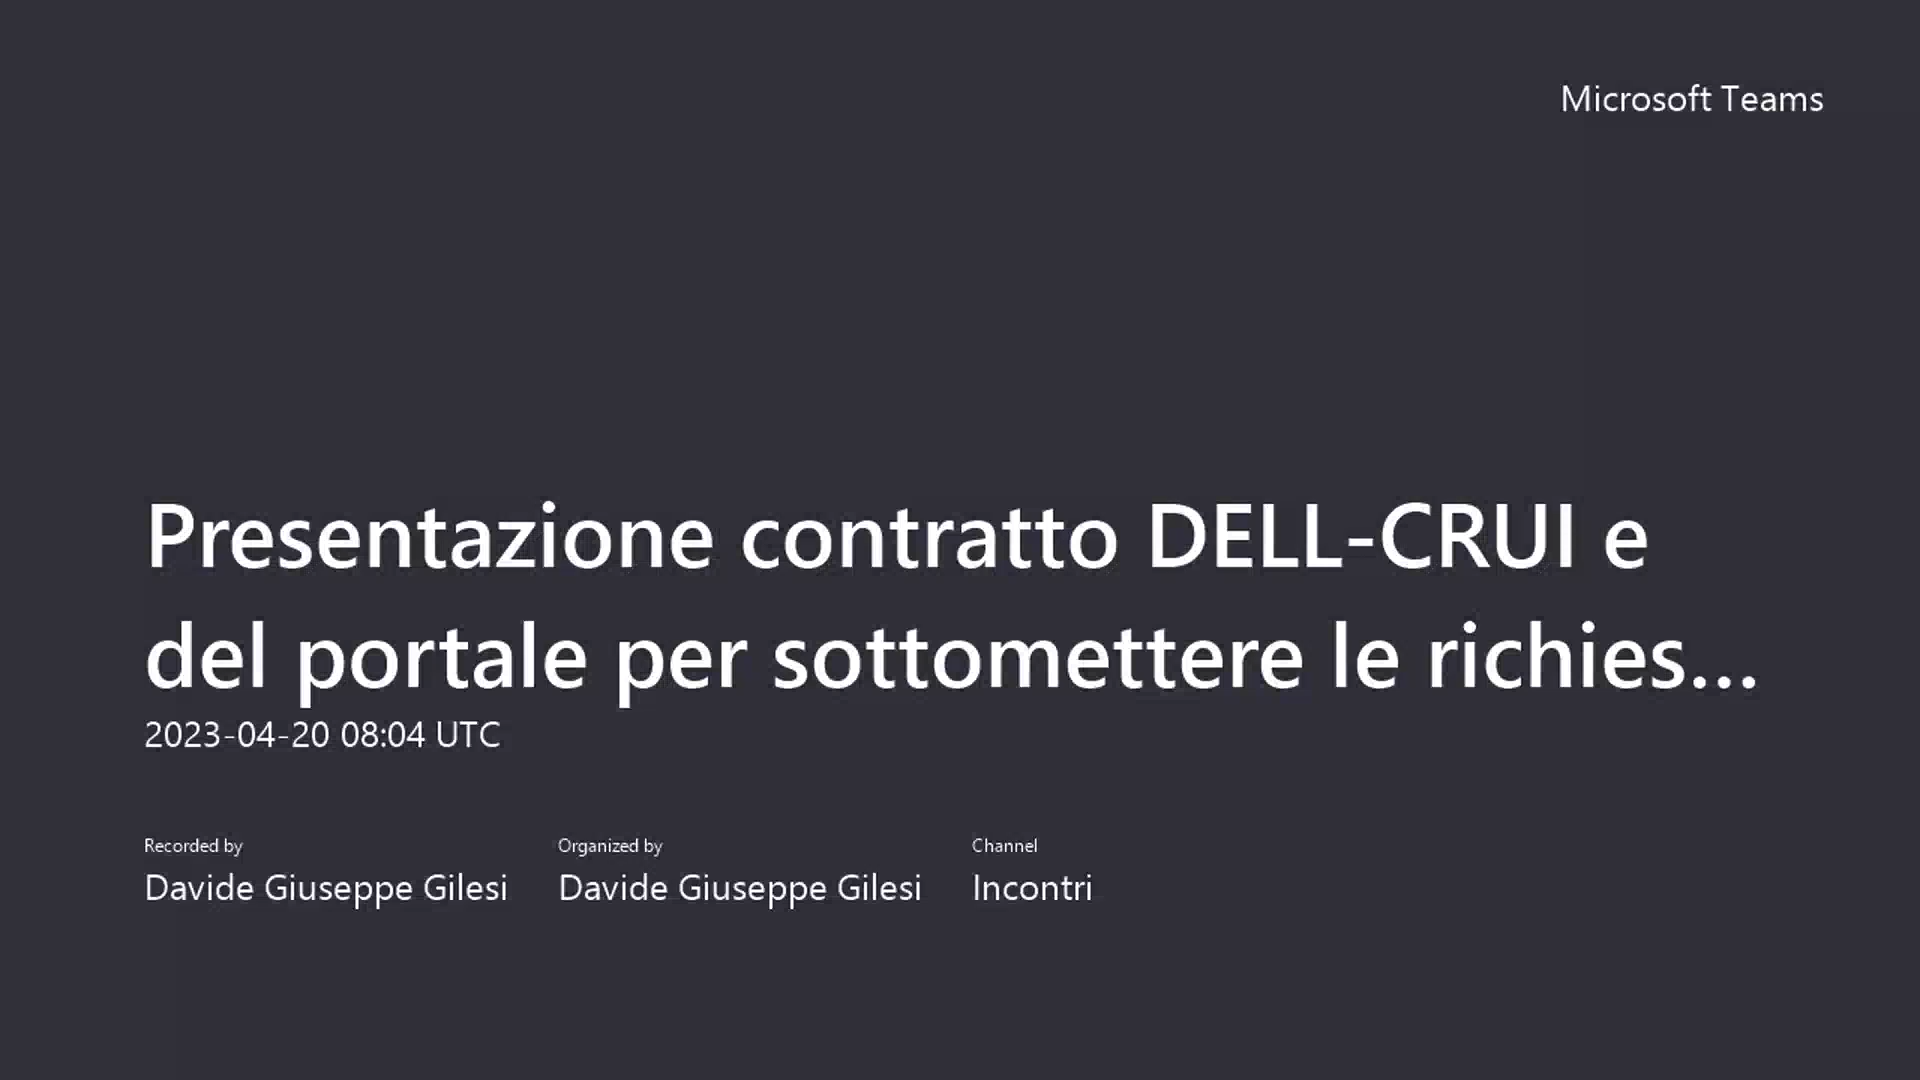 Microsoft Teams
Presentazione contratto DELL-CRUI e
del portale per sottomettere le richies...
2023-04-20 08:04 UTC
Recorded by
Davide Giuseppe Gilesi
Organized by
Davide Giuseppe Gilesi
Channel
Incontri